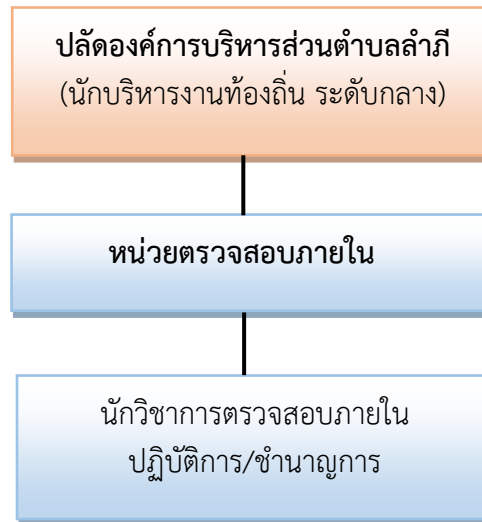 ปลัดองค์การบริหารส่วนตำบลลำภี
(นักบริหารงานท้องถิ่น ระดับกลาง)
หน่วยตรวจสอบภายใน
นักวิชาการตรวจสอบภายใน
ปฏิบัติการ/ชำนาญการ